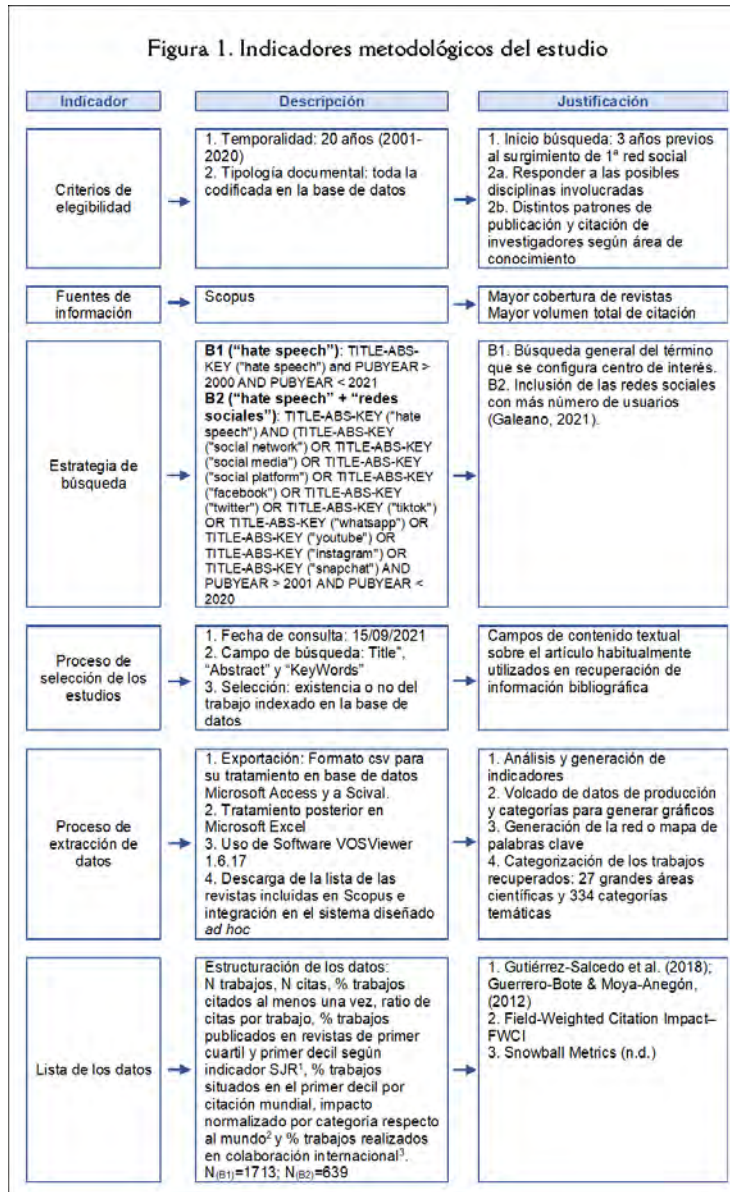 Figura 1. Indicadores metodológicos del estudio
Indicador
Descripción
Justificación
Criterios de
elegibilidad
1. Temporalidad: 20 años (2001-
2020)
2. Tipología documental: toda la
codificada en la base de datos
1. Inicio búsqueda: 3 años previos
al surgimiento de 1ª red social
2a. Responder a las posibles
disciplinas involucradas
2b. Distintos patrones de
publicación y citación de
investigadores según área de
conocimiento
Fuentes de
información
Scopus
Mayor cobertura de revistas
Mayor volumen total de citación
Estrategia de
búsqueda
B1 ("hate speech"): TITLE-ABS-
KEY ("hate speech") and PUBYEAR >
2000 AND PUBYEAR < 2021
B2 ("hate speech" + "redes
sociales"): TITLE-ABS-KEY ("hate
speech") AND (TITLE-ABS-KEY
("social network") OR TITLE-ABS-KEY
("social media") OR TITLE-ABS-KEY
("social platform") OR TITLE-ABS-KEY
("facebook") OR TITLE-ABS-KEY
("twitter") OR TITLE-ABS-KEY ("tiktok")
OR TITLE-ABS-KEY ("whatsapp") OR
TITLE-ABS-KEY ("youtube") OR
TITLE-ABS-KEY ("instagram") OR
TITLE-ABS-KEY ("snapchat") AND
PUBYEAR > 2001 AND PUBYEAR <
2020
B1. Búsqueda general del término
que se configura centro de interés.
B2. Inclusión de las redes sociales
con más número de usuarios
(Galeano, 2021).
Proceso de
selección de los
estudios
1. Fecha de consulta: 15/09/2021
2. Campo de búsqueda: Title",
"Abstract" y "KeyWords"
3. Selección: existencia o no del
trabajo indexado en la base de
datos
Campos de contenido textual
sobre el artículo habitualmente
utilizados en recuperación de
información bibliográfica
Proceso de
extracción de
datos
1. Exportación: Formato csv para
su tratamiento en base de datos
Microsoft Access y a Scival.
2. Tratamiento posterior en
Microsoft Excel
3. Uso de Software VOSViewer
1.6.17
4. Descarga de la lista de las
revistas incluidas en Scopus e
integración en el sistema diseñado
ad hoc
1. Análisis y generación de
indicadores
2. Volcado de datos de producción
y categorías para generar gráficos
3. Generación de la red o mapa de
palabras clave
4. Categorización de los trabajos
recuperados: 27 grandes áreas
científicas y 334 categorías
temáticas
Lista de los datos
Estructuración de los datos:
N trabajos, N citas, % trabajos
citados al menos una vez, ratio de
citas por trabajo, % trabajos
publicados en revistas de primer
cuartil y primer decil según
indicador SJR¹, % trabajos
situados en el primer decil por
citación mundial, impacto
normalizado por categoría respecto
al mundo² y % trabajos realizados
en colaboración internacional³.
N(B1)=1713; N(B2)=639
1. Gutiérrez-Salcedo et al. (2018);
Guerrero-Bote & Moya-Anegón,
(2012)
2. Field-Weighted Citation Impact–
FWCI
3. Snowball Metrics (n.d.)